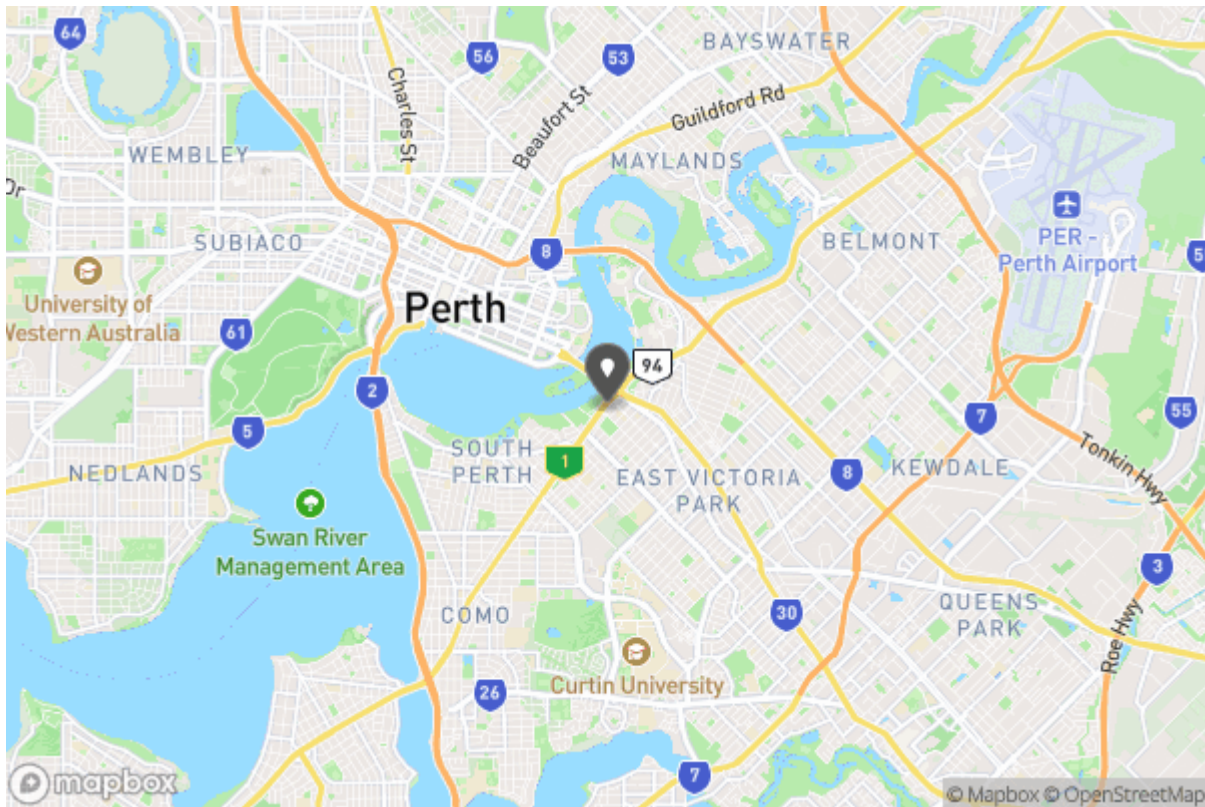 64
56
53
BAYSWATER
Charles St
Beaufort St
Guildford Rd
WEMBLEY
MAYLANDS
Dr
SUBIACO
8
BELMONT
PER -
Perth Airport
University of
Western Australia
61
Perth
94
2
5
7
55
NEDLANDS
SOUTH
PERTH
1
EAST VICTORIA
PARK
8
KEWDALE
Tonkin Hwy
Swan River
Management Area
3
COMO
30
QUEENS
PARK
Roe Hwy
Curtin University
26
7
mapbox
© Mapbox © OpenStreetMap